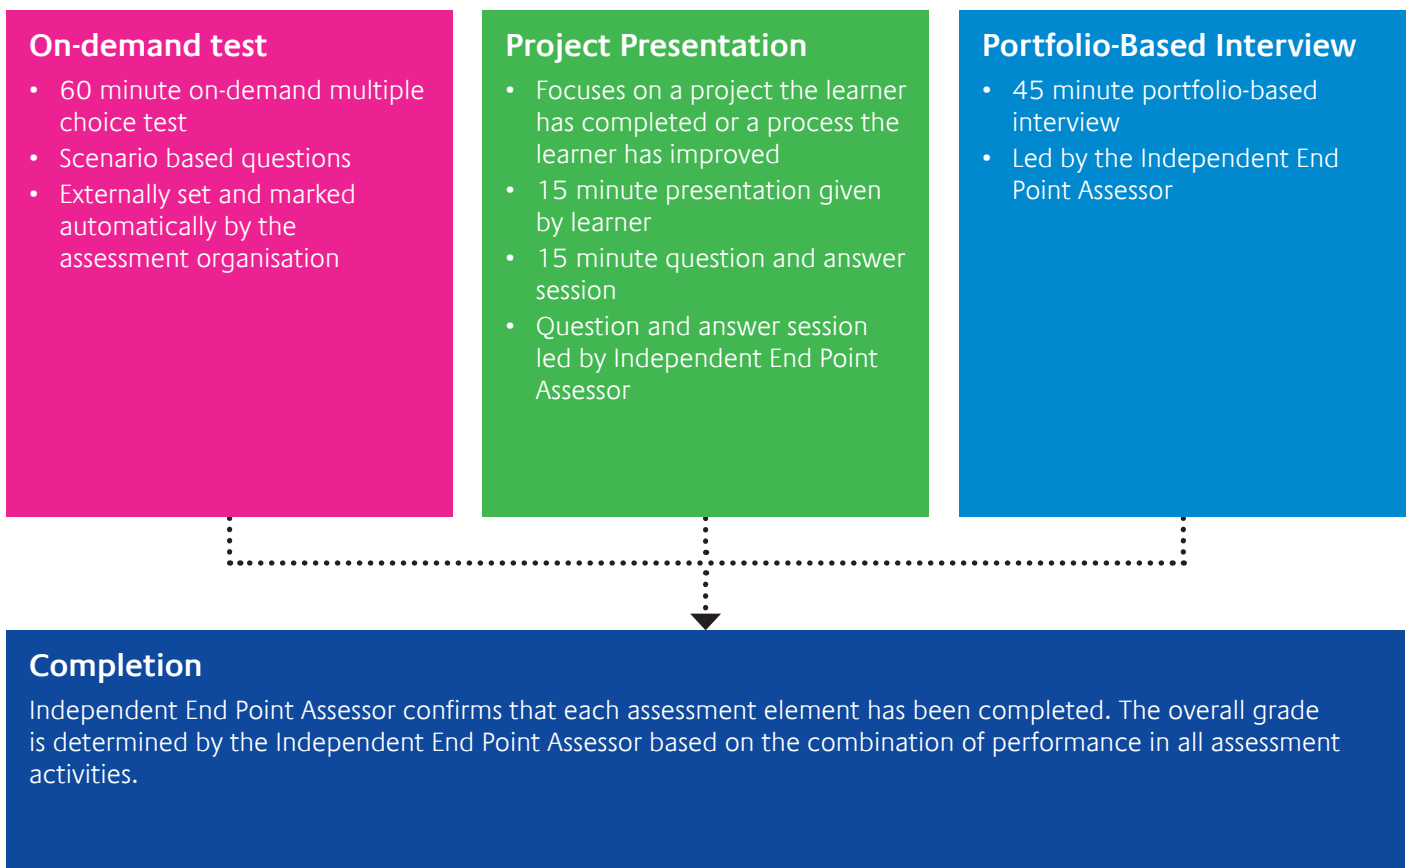 On-demand test
• 60 minute on-demand multiple
choice test
• Scenario based questions
• Externally set and marked
automatically by the
assessment organisation
Project Presentation
• Focuses on a project the learner
has completed or a process the
learner has improved
• 15 minute presentation given
by learner
• 15 minute question and answer
session
• Question and answer session
led by Independent End Point
Assessor
Portfolio-Based Interview
• 45 minute portfolio-based
interview
• Led by the Independent End
Point Assessor
Completion
Independent End Point Assessor confirms that each assessment element has been completed. The overall grade
is determined by the Independent End Point Assessor based on the combination of performance in all assessment
activities.